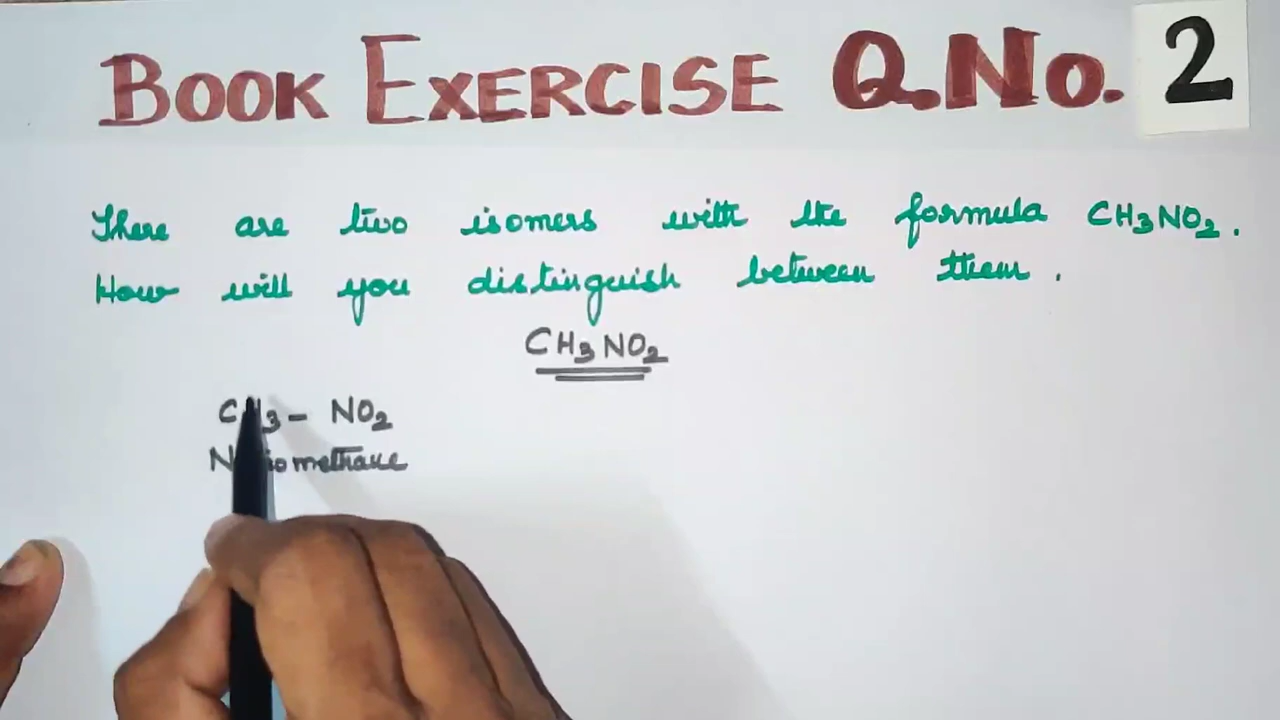 BOOK EXERCISE Q.No. 2
There are two isomers with the formula CH₃NO₂.
How will you distinguish between them.
CH₃NO₂
CH₃ – NO₂